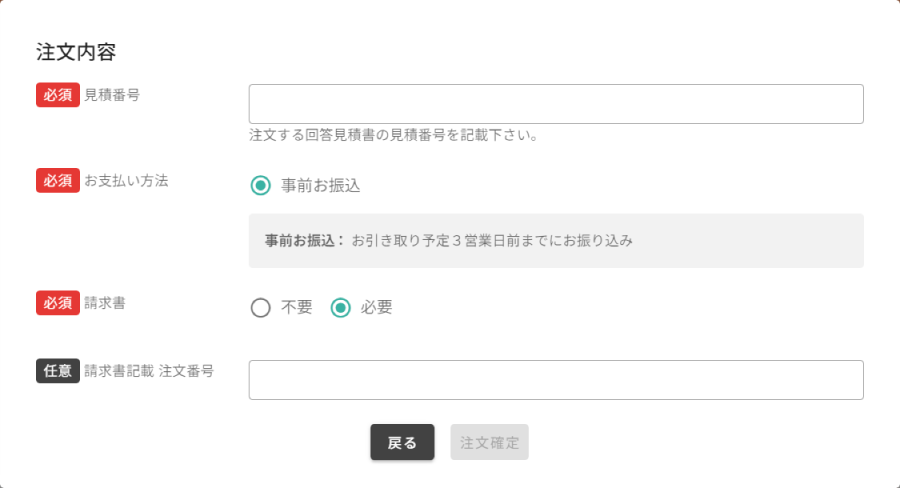 注文内容
必須 見積番号
注文する回答見積書の見積番号を記載下さい。
必須 お支払い方法
事前お振込
事前お振込： お引き取り予定３営業日前までにお振り込み
必須 請求書
不要 必要
任意 請求書記載 注文番号
戻る 注文確定